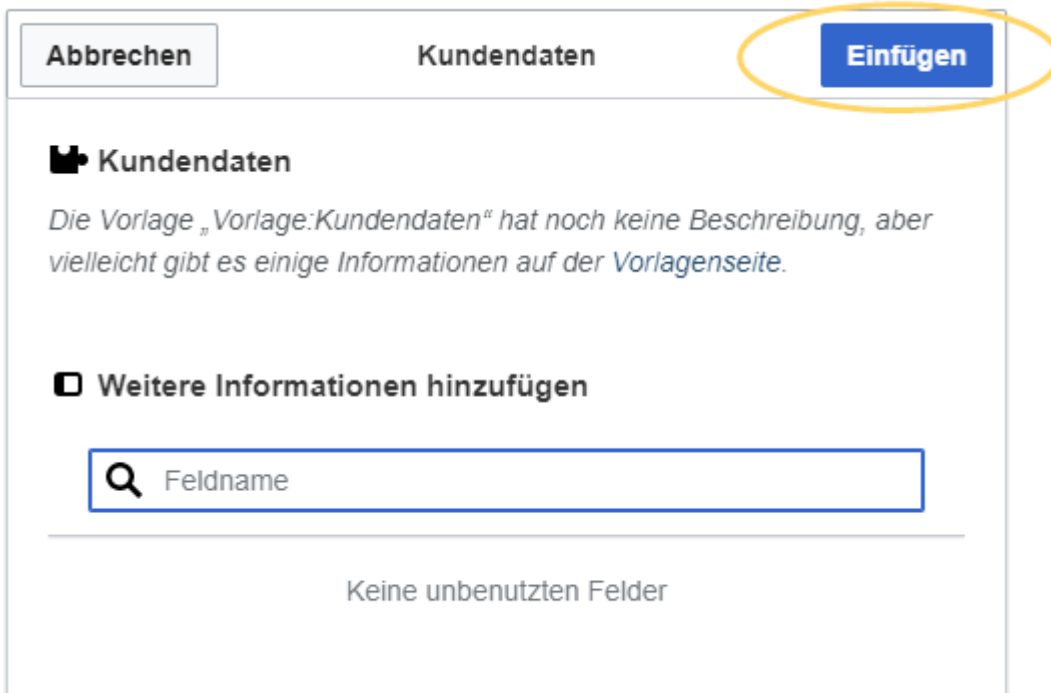 Abbrechen Kundendaten Einfügen
Kundendaten
Die Vorlage „Vorlage:Kundendaten“ hat noch keine Beschreibung, aber
vielleicht gibt es einige Informationen auf der Vorlagenseite.
Weitere Informationen hinzufügen
Feldname
Keine unbenutzten Felder